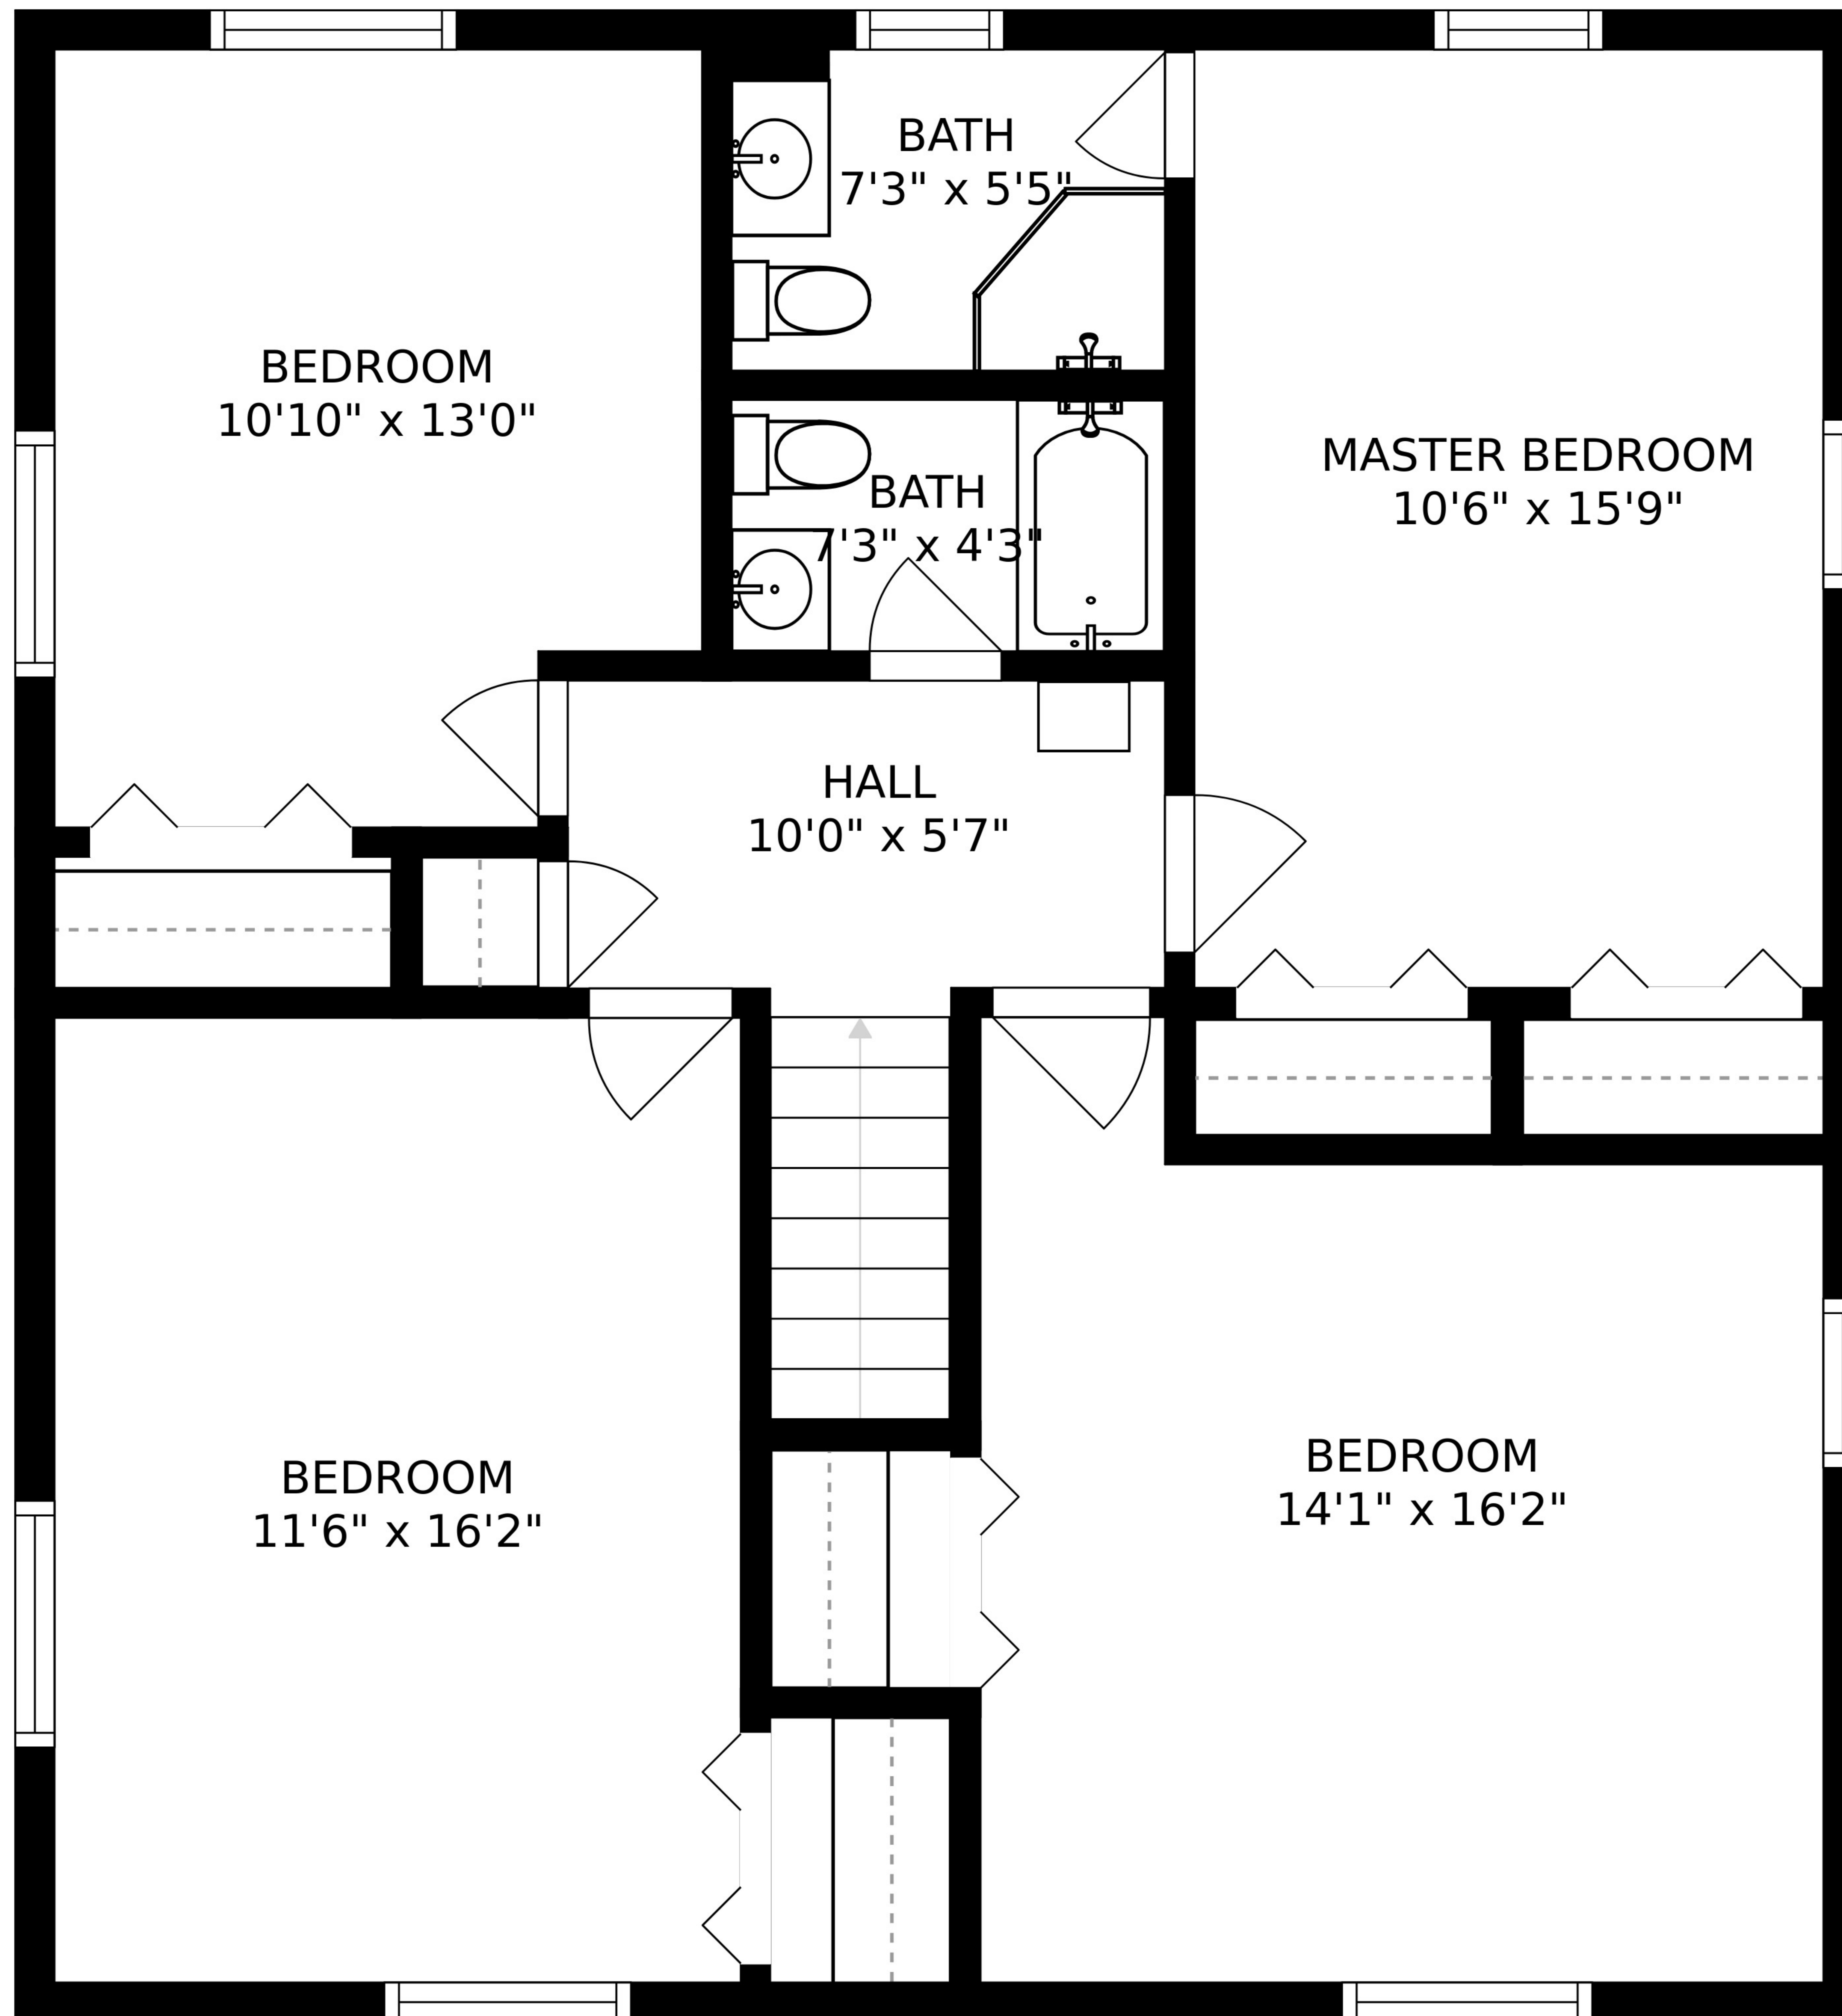 BATH
7'3" x 5'5"
BEDROOM
10'10" x 13'0"
MASTER BEDROOM
10'6" x 15'9"
BATH
7'3" x 4'3"
HALL
10'0" x 5'7"
BEDROOM
11'6" x 16'2"
BEDROOM
14'1" x 16'2"